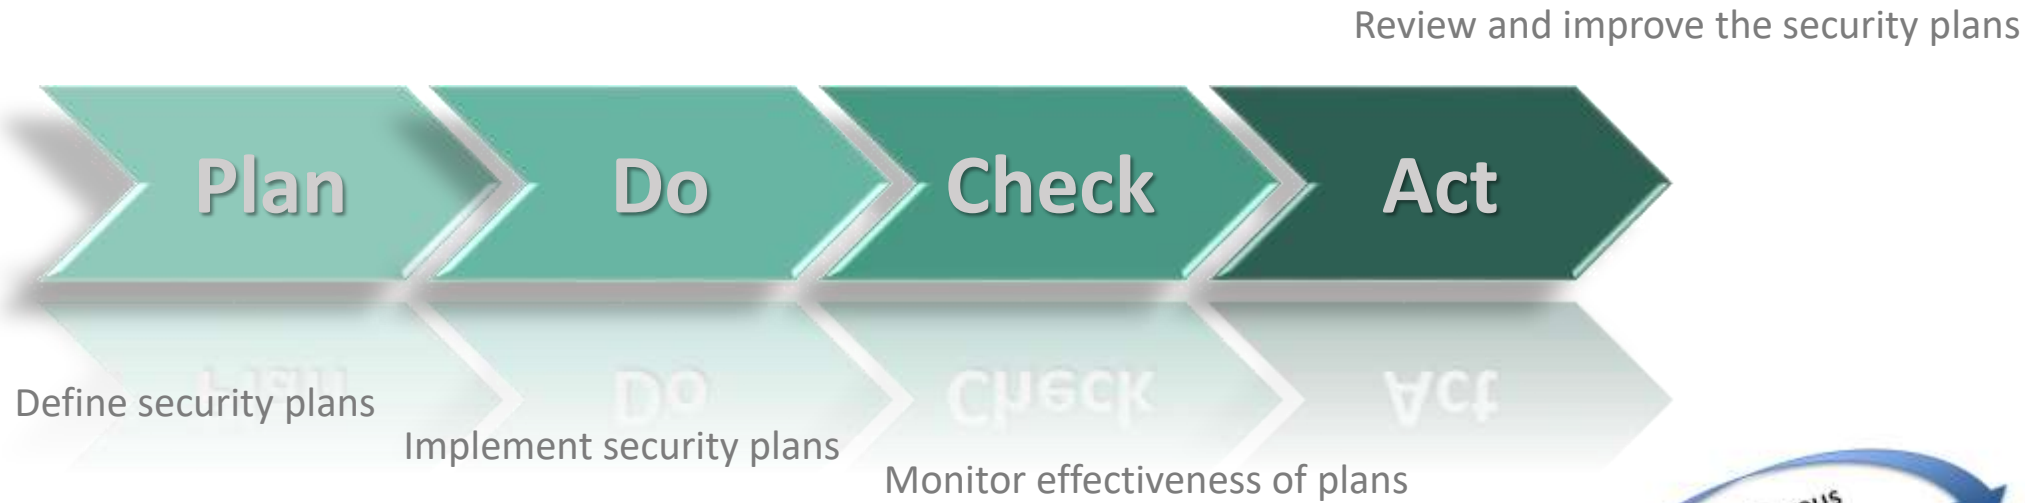 Review and improve the security plans
Plan
Do
Check
Act
Define security plans
Implement security plans
Monitor effectiveness of plans